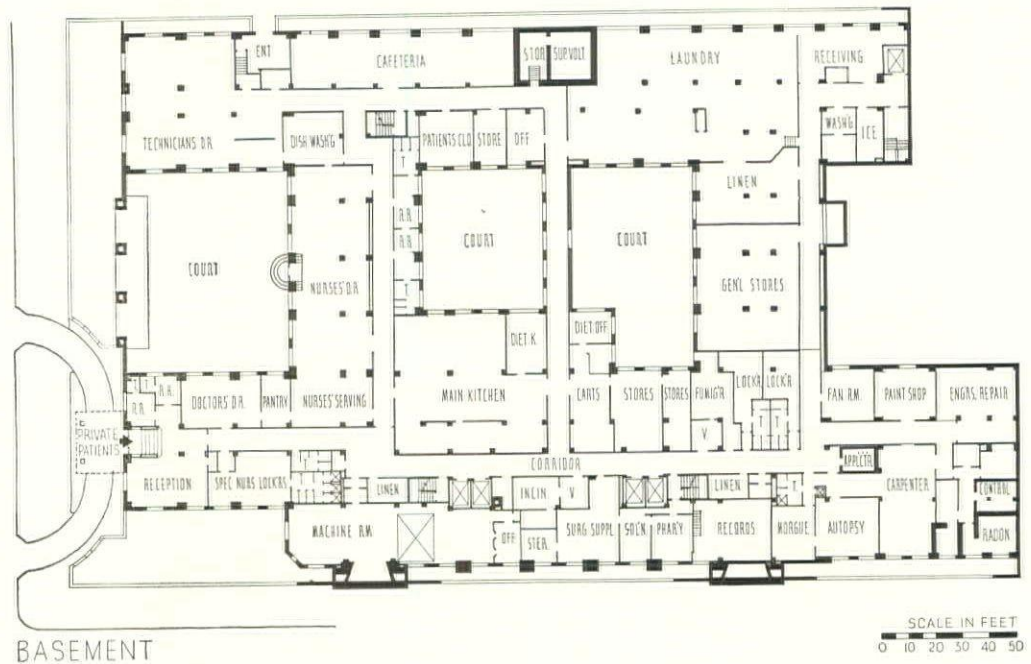 ENT
CAFETERIA
STOR
SUP. VOLT.
LAUNDRY
RECEIVING
TECHNICIANS D.R.
DISH WASH'G
PATIENTS CLO.
STORE
OFF
WASH'G
ICE
T
LINEN
R.R.
R.R.
COURT
COURT
COURT
NURSES' D.R.
GEN'L STORES
T
DIET. K.
DIET OFF
T
T
R.R.
R.R.
DOCTORS' D.R.
PANTRY
NURSES' SERVING
MAIN KITCHEN
CARTS
STORES
STORES
FUMIG'R
LOCK'R
LOCK'R
FAN RM.
PAINT SHOP
ENGRS. REPAIR
T
T
V
PRIVATE
PATIENTS
CORRIDOR
APPLCTR.
RECEPTION
SPEC NURS LOCK'RS
T
LINEN
INCIN
V
LINEN
T
CARPENTER
CONTROL
MACHINE RM.
OFF
STER.
SURG SUPPL
SOL'N
PHAR'Y
RECORDS
MORGUE
AUTOPSY
RADON
BASEMENT
SCALE IN FEET
0 10 20 30 40 50